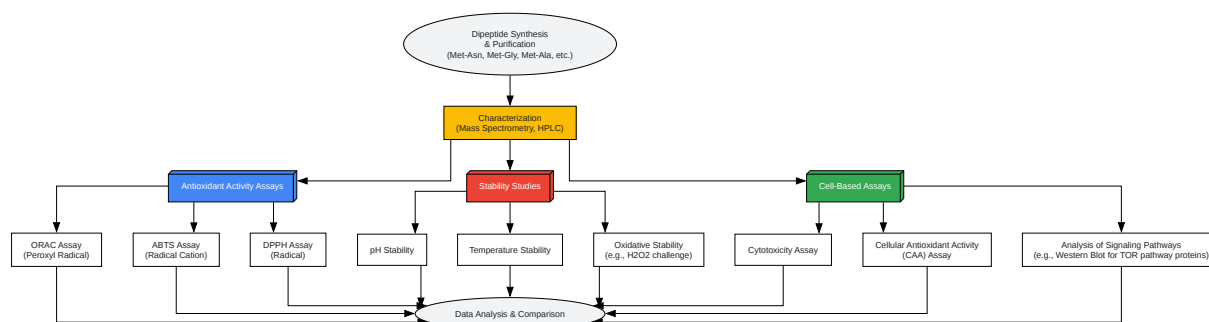 Dipeptide Synthesis
& Purification
(Met-Asn, Met-Gly, Met-Ala, etc.)
Characterization
(Mass Spectrometry, HPLC)
Antioxidant Activity Assays
Stability Studies
Cell-Based Assays
ORAC Assay
(Peroxyl Radical)
ABTS Assay
(Radical Cation)
DPPH Assay
(Radical)
pH Stability
Temperature Stability
Oxidative Stability
(e.g., H2O2 challenge)
Cytotoxicity Assay
Cellular Antioxidant Activity
(CAA) Assay
Analysis of Signaling Pathways
(e.g., Western Blot for TOR pathway proteins)
Data Analysis & Comparison